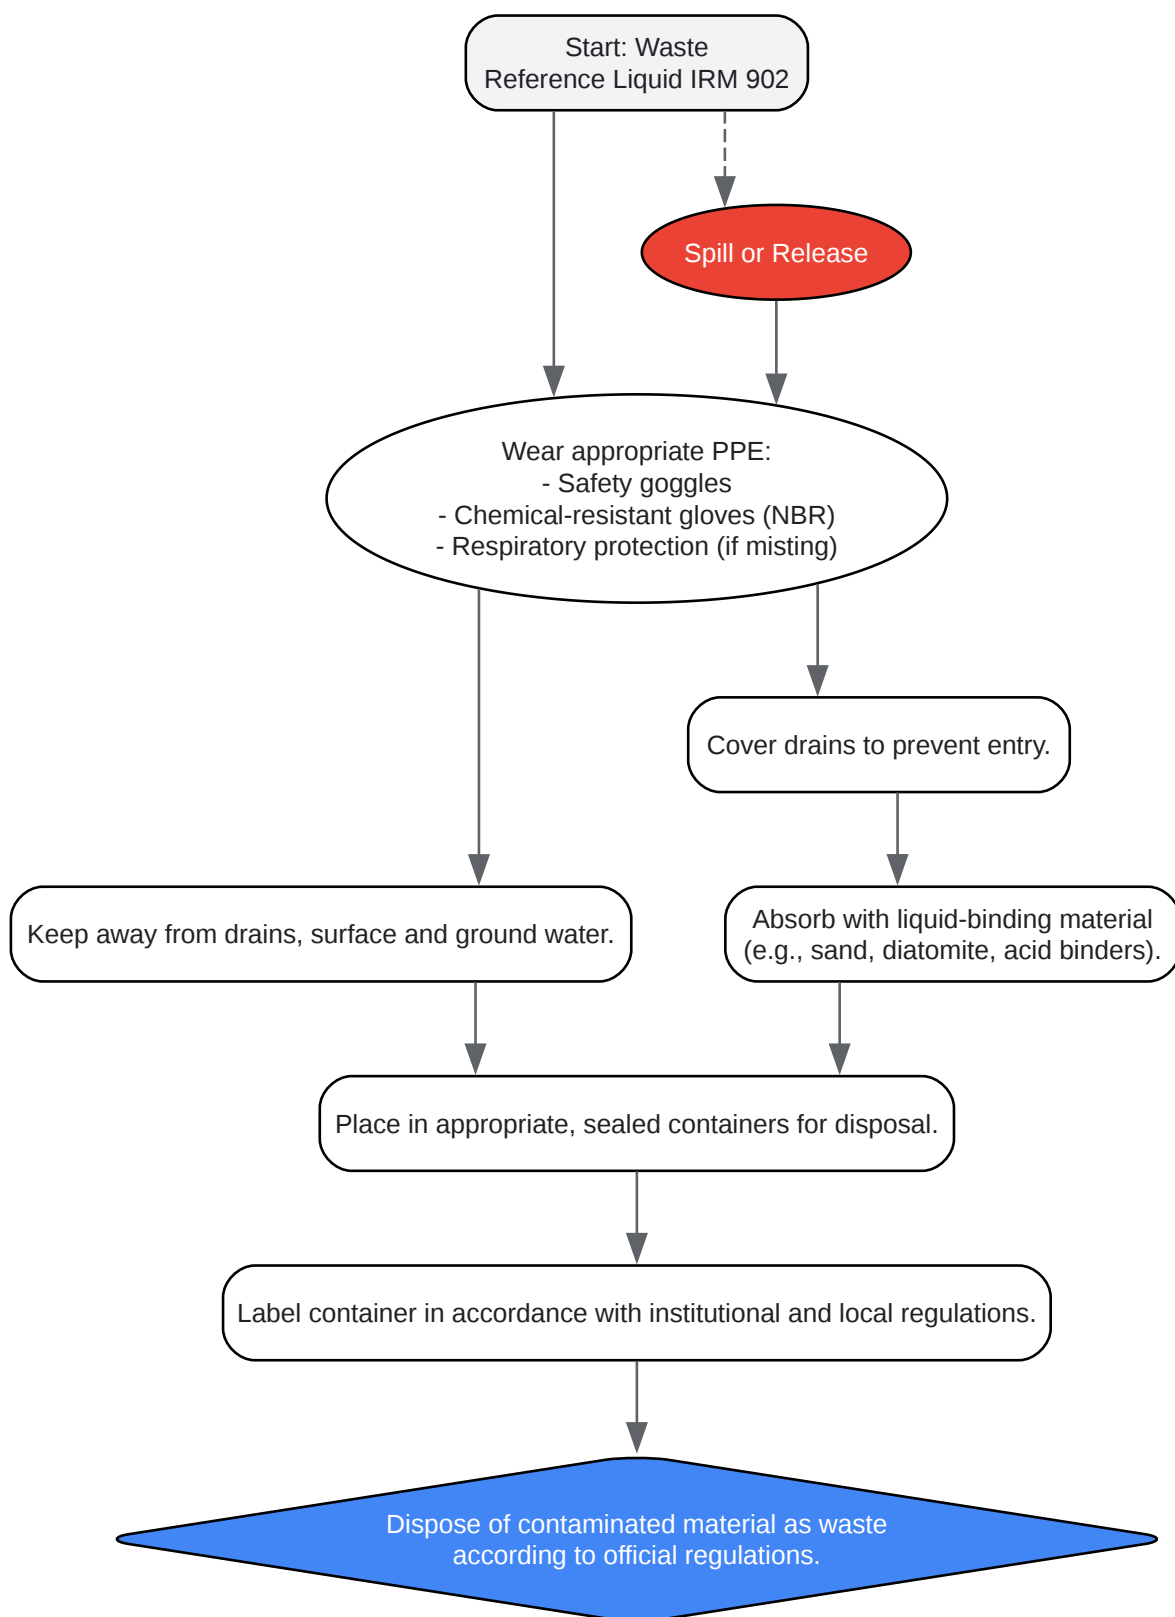 Start: Waste
Reference Liquid IRM 902
Spill or Release
Wear appropriate PPE:
- Safety goggles
- Chemical-resistant gloves (NBR)
- Respiratory protection (if misting)
Cover drains to prevent entry.
Keep away from drains, surface and ground water.
Absorb with liquid-binding material
(e.g., sand, diatomite, acid binders).
Place in appropriate, sealed containers for disposal.
Label container in accordance with institutional and local regulations.
Dispose of contaminated material as waste
according to official regulations.